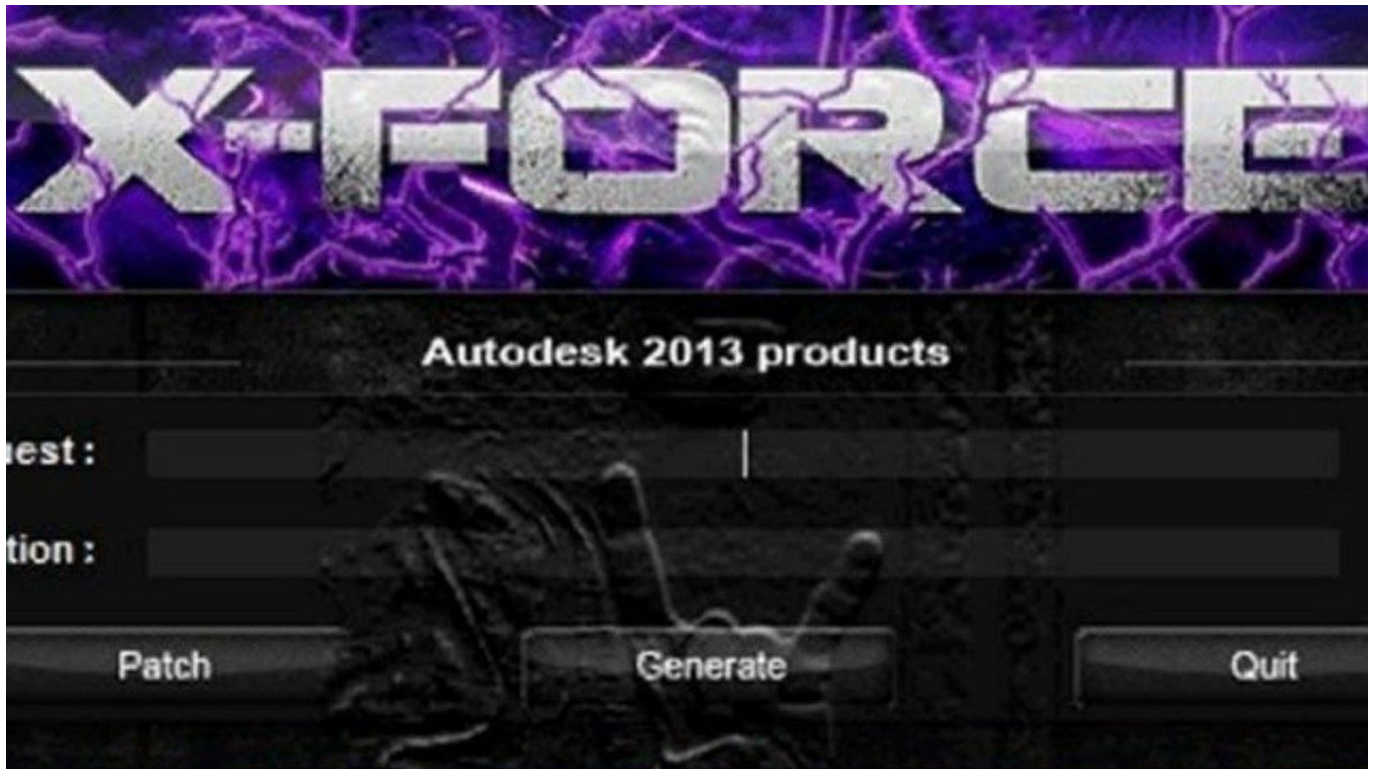 X-FORCE
Autodesk 2013 products
uest :
tion :
Patch Generate Quit